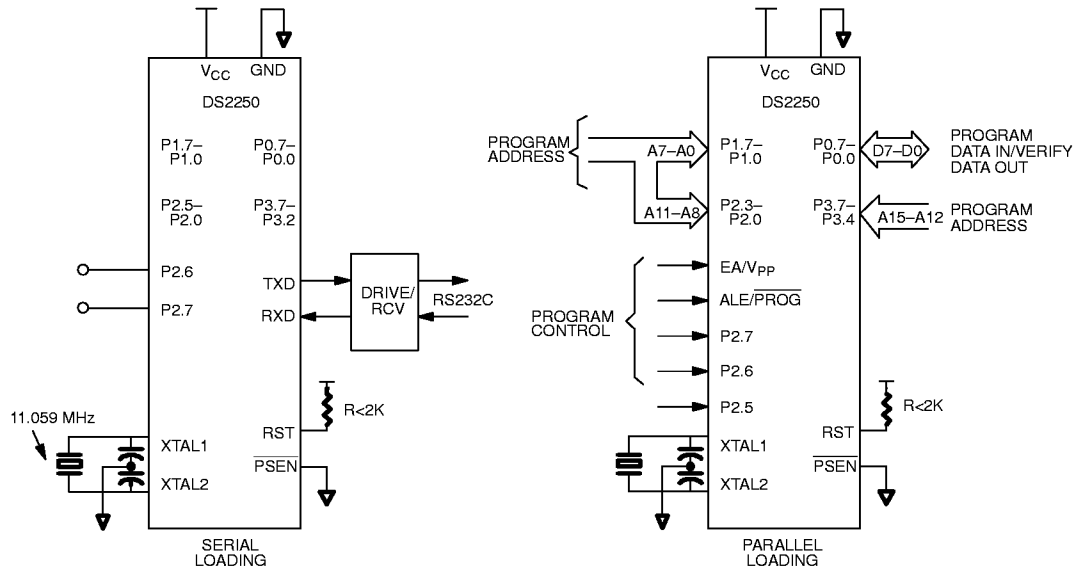 VCC GND
DS2250
P1.7–
P1.0
P0.7–
P0.0
P2.5–
P2.0
P3.7–
P3.2
P2.6
TXD
P2.7
RXD
DRIVE/
RCV
RS232C
R<2K
11.059 MHz
RST
XTAL1
PSEN
XTAL2
SERIAL
LOADING
VCC GND
DS2250
PROGRAM
ADDRESS
A7–A0
P1.7–
P1.0
P0.7–
P0.0
D7–D0
PROGRAM
DATA IN/VERIFY
DATA OUT
A11–A8
P2.3–
P2.0
P3.7–
P3.4
A15–A12
PROGRAM
ADDRESS
PROGRAM
CONTROL
EA/VPP
ALE/PROG
P2.7
P2.6
P2.5
R<2K
RST
XTAL1
PSEN
XTAL2
PARALLEL
LOADING